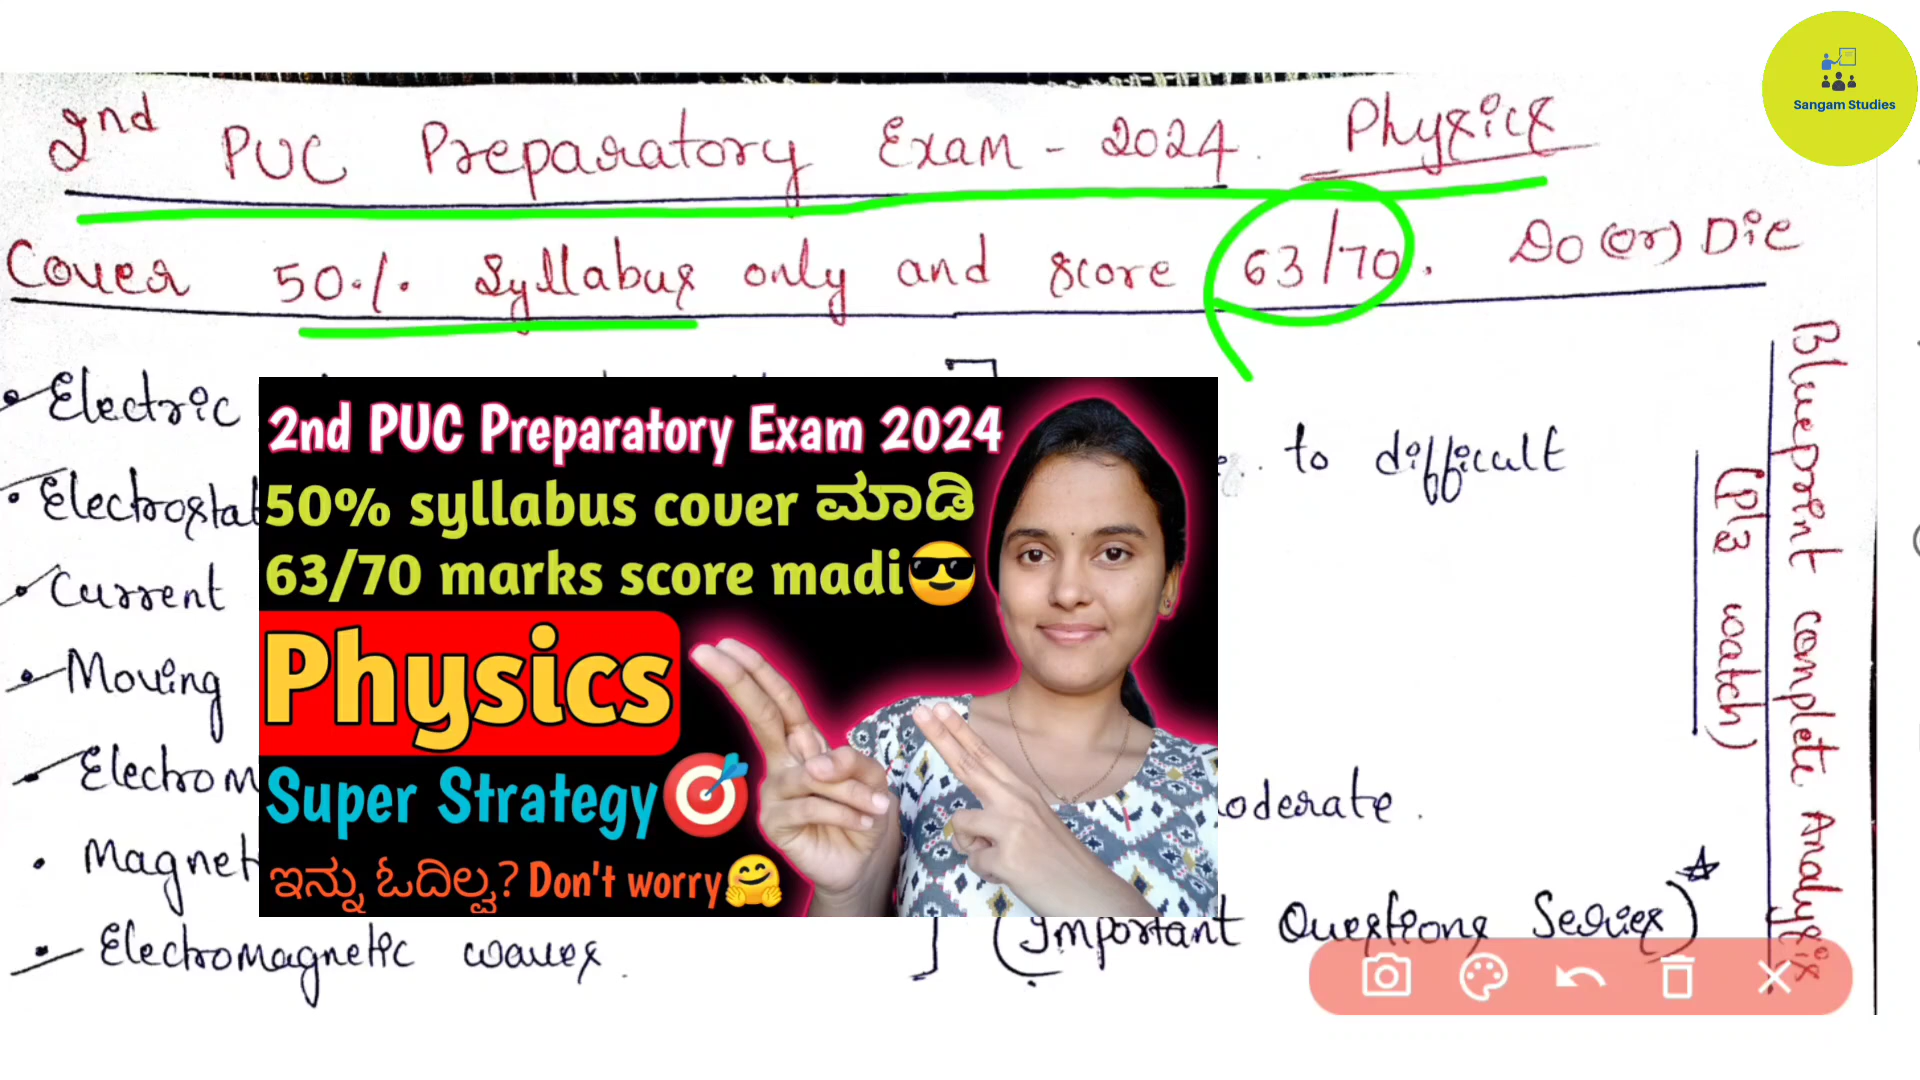 Sangam Studies
2nd PUC Preparatory Exam - 2024. Physics
Cover 50% Syllabus only and score 63/70. Do (or) Die
Electric
to difficult
Electrostat
Current
Moving
Electrom
oderate.
Magnet
Electromagnetic waves.
(Important Questions Series)
Blueprint complete Analysis
(plz watch)
2nd PUC Preparatory Exam 2024
50% syllabus cover ಮಾಡಿ
63/70 marks score madi
Physics
Super Strategy
ಇನ್ನು ಓದಿಲ್ವ? Don't worry